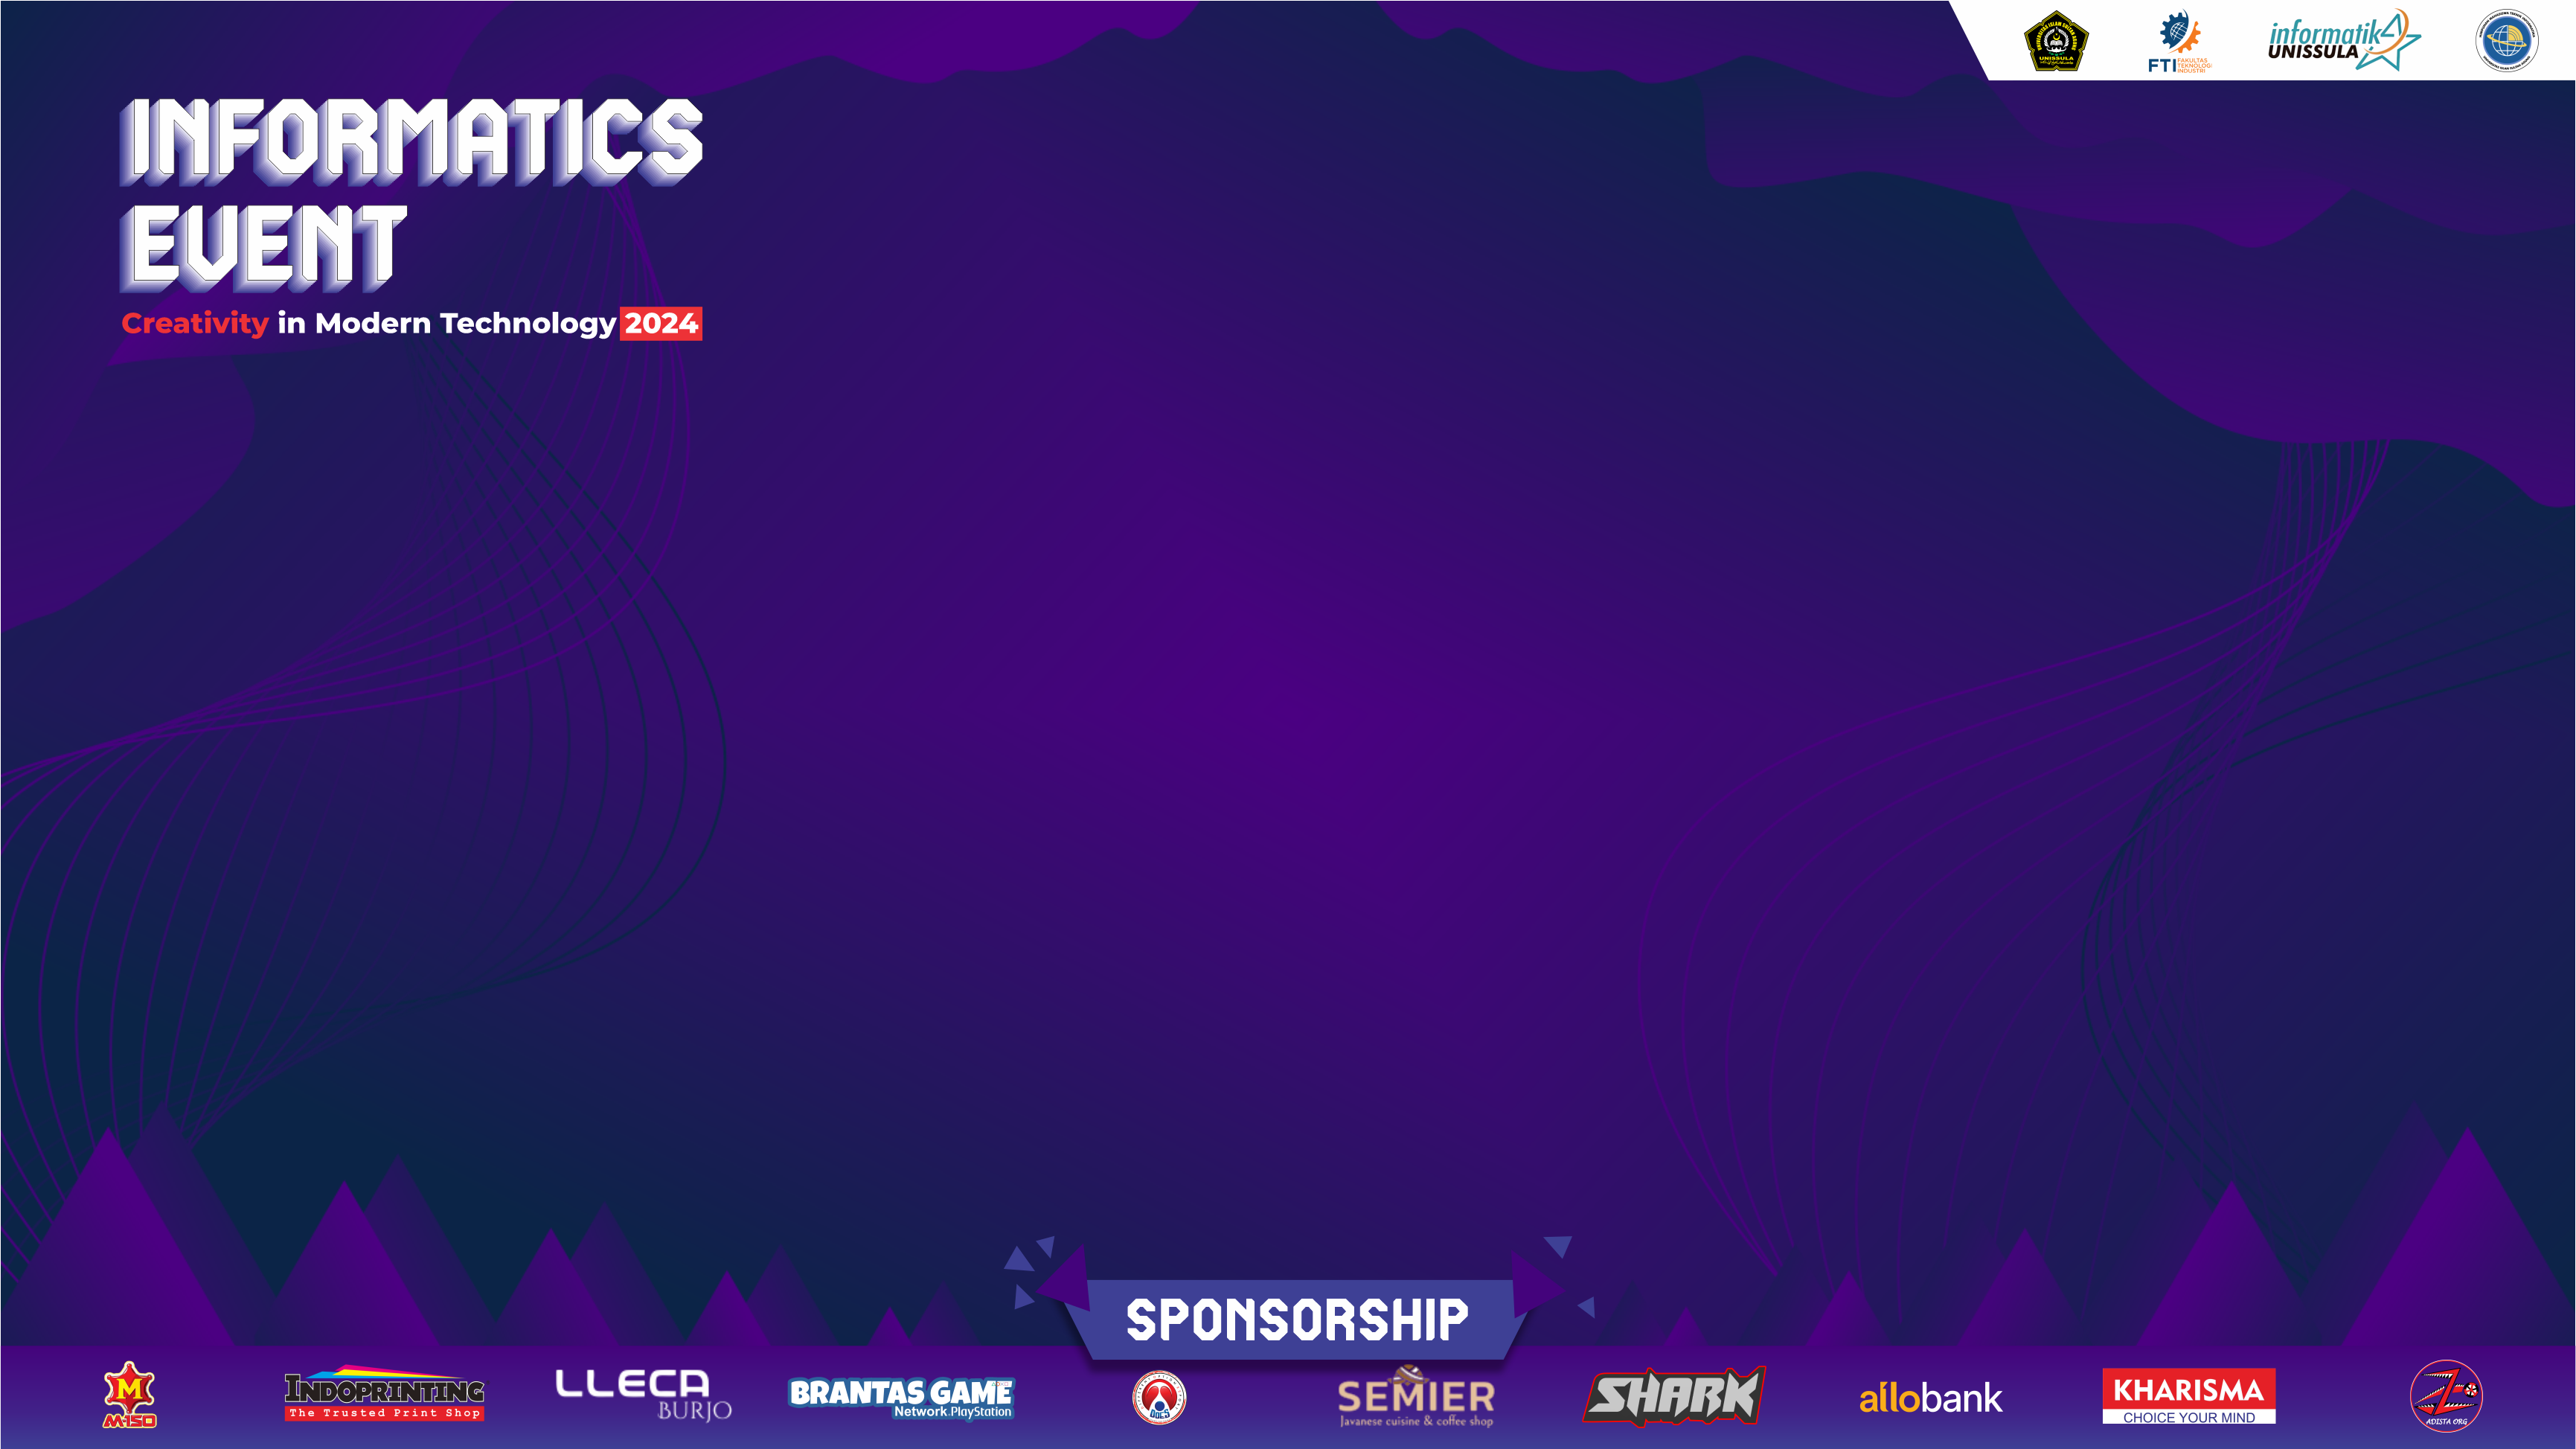 UNISSULA
FTI
FAKULTAS
TEKNOLOGI
INDUSTRI
informatika
UNISSULA
INFORMATICS
EVENT
Creativity in Modern Technology 2024
SPONSORSHIP
M
M-150
INDOPRINTING
The Trusted Print Shop
LLECA
BURJO
BRANTAS GAME
Network.PlayStation
SEMIER
Javanese cuisine & coffee shop
SHARK
allobank
KHARISMA
CHOICE YOUR MIND
ADISTA ORG